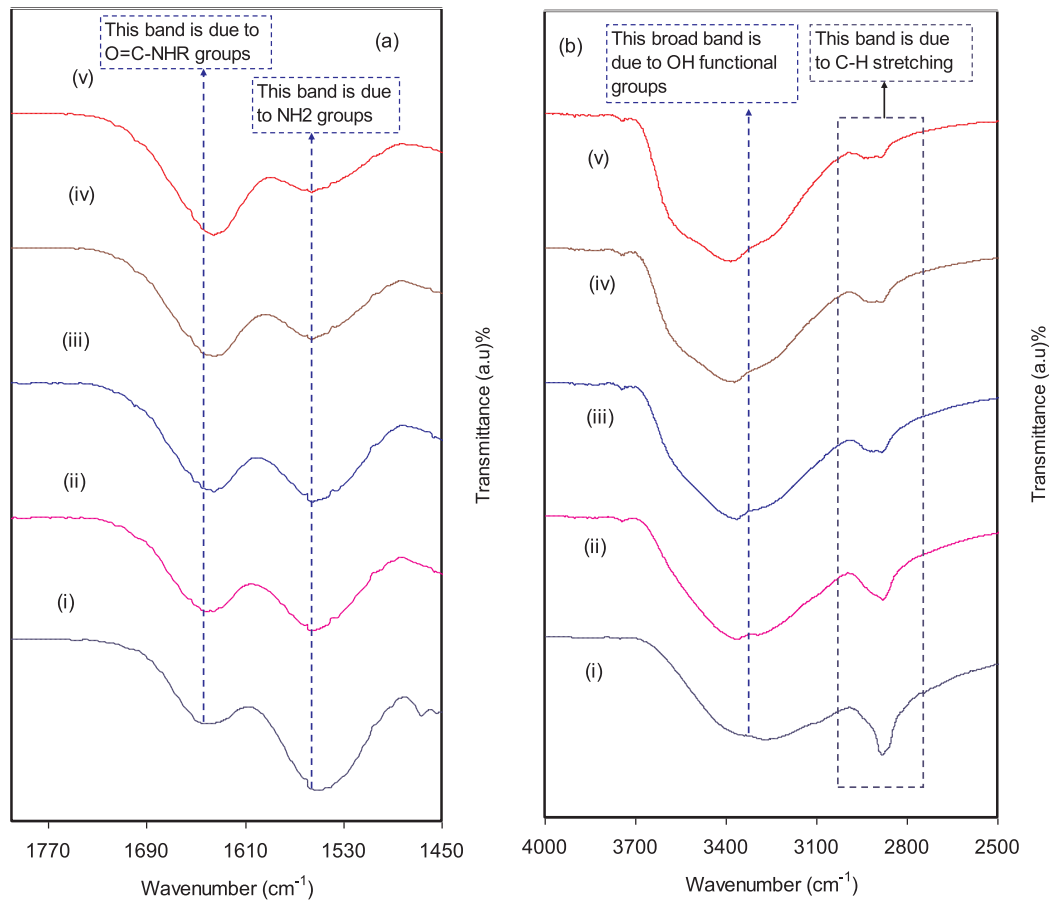 This band is due to
O=C-NHR groups
(a)
(v)
This band is due
to NH2 groups
(iv)
(iii)
(ii)
(i)
Transmittance (a.u)%
1770
1690
1610
1530
1450
Wavenumber (cm-1)
(b)
This broad band is
due to OH functional
groups
This band is due
to C-H stretching
(v)
(iv)
(iii)
(ii)
(i)
Transmittance (a.u)%
4000
3700
3400
3100
2800
2500
Wavenumber (cm-1)